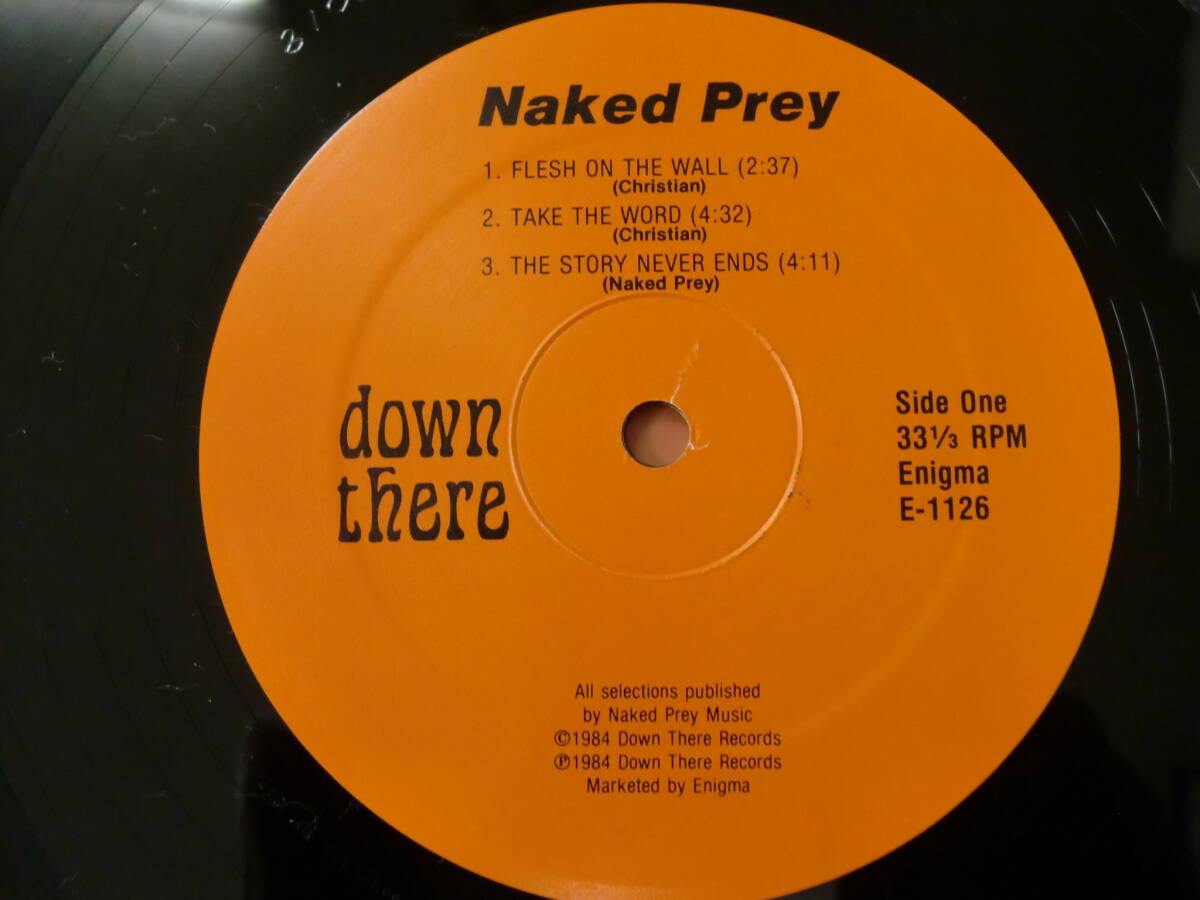 Naked Prey
1. FLESH ON THE WALL (2:37)
(Christian)
2. TAKE THE WORD (4:32)
(Christian)
3. THE STORY NEVER ENDS (4:11)
(Naked Prey)
down
there
Side One
33 1/3 RPM
Enigma
E-1126
All selections published
by Naked Prey Music
©1984 Down There Records
℗1984 Down There Records
Marketed by Enigma